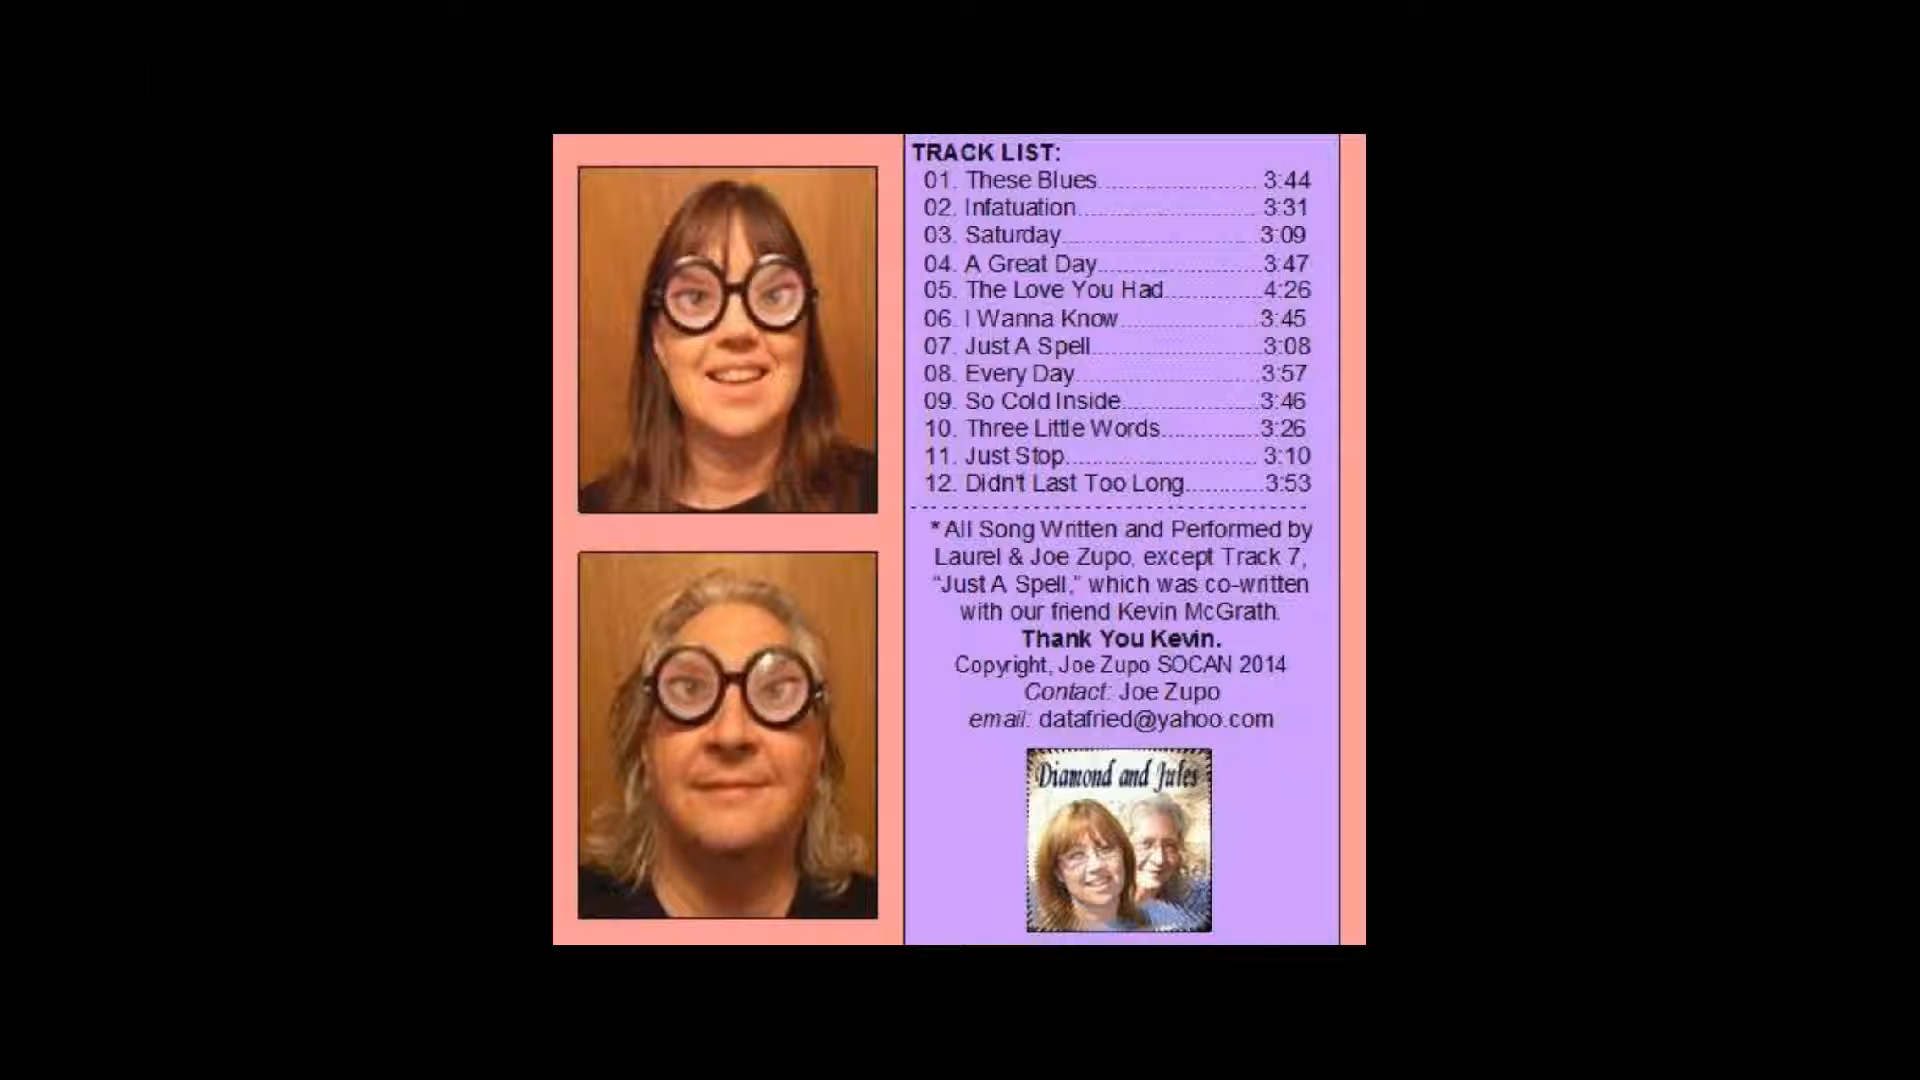 TRACK LIST:
01. These Blues.......................... 3:44
02. Infatuation............................. 3:31
03. Saturday...............................3:09
04. A Great Day..........................3:47
05. The Love You Had...............4:26
06. I Wanna Know......................3:45
07. Just A Spell...........................3:08
08. Every Day.............................3:57
09. So Cold Inside......................3:46
10. Three Little Words...............3:26
11. Just Stop.............................. 3:10
12. Didn't Last Too Long............3:53
*All Song Written and Performed by
Laurel & Joe Zupo, except Track 7,
"Just A Spell," which was co-written
with our friend Kevin McGrath.
Thank You Kevin.
Copyright, Joe Zupo SOCAN 2014
Contact: Joe Zupo
email: datafried@yahoo.com
Diamond and Jules